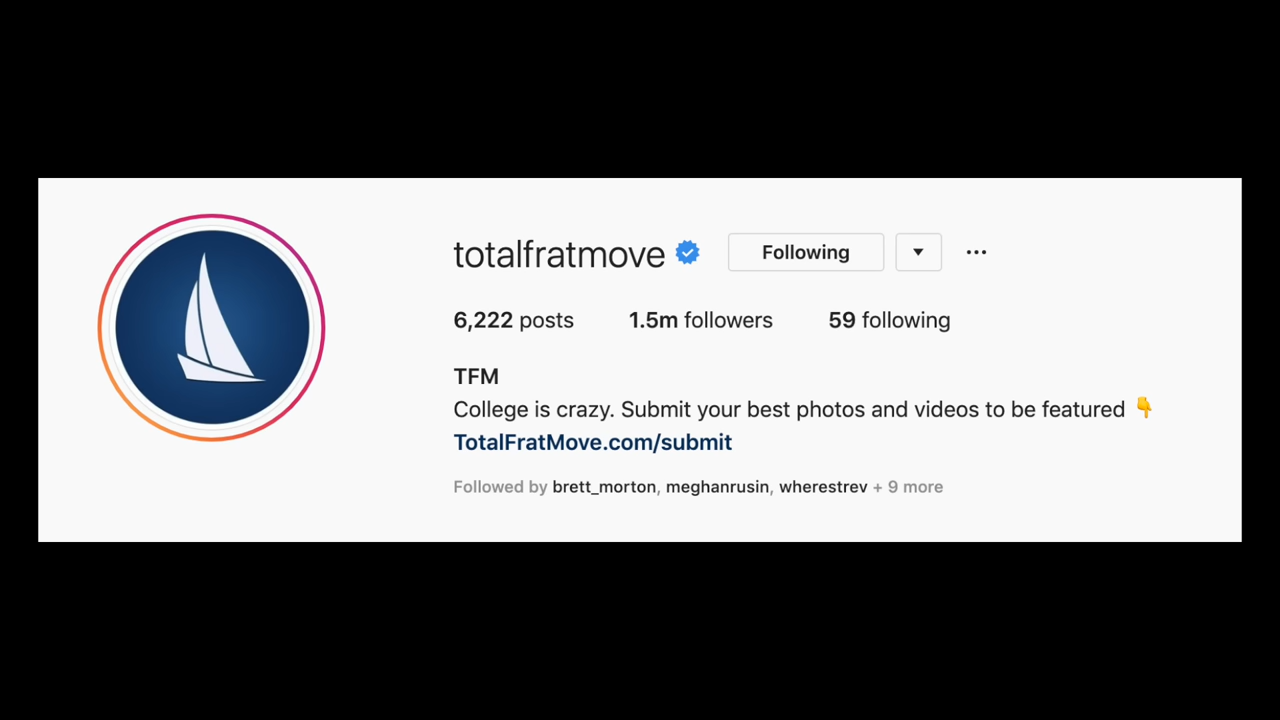 totalfratmove Following
6,222 posts 1.5m followers 59 following
TFM
College is crazy. Submit your best photos and videos to be featured 👇
TotalFratMove.com/submit
Followed by brett_morton, meghanrusin, wherestrev + 9 more